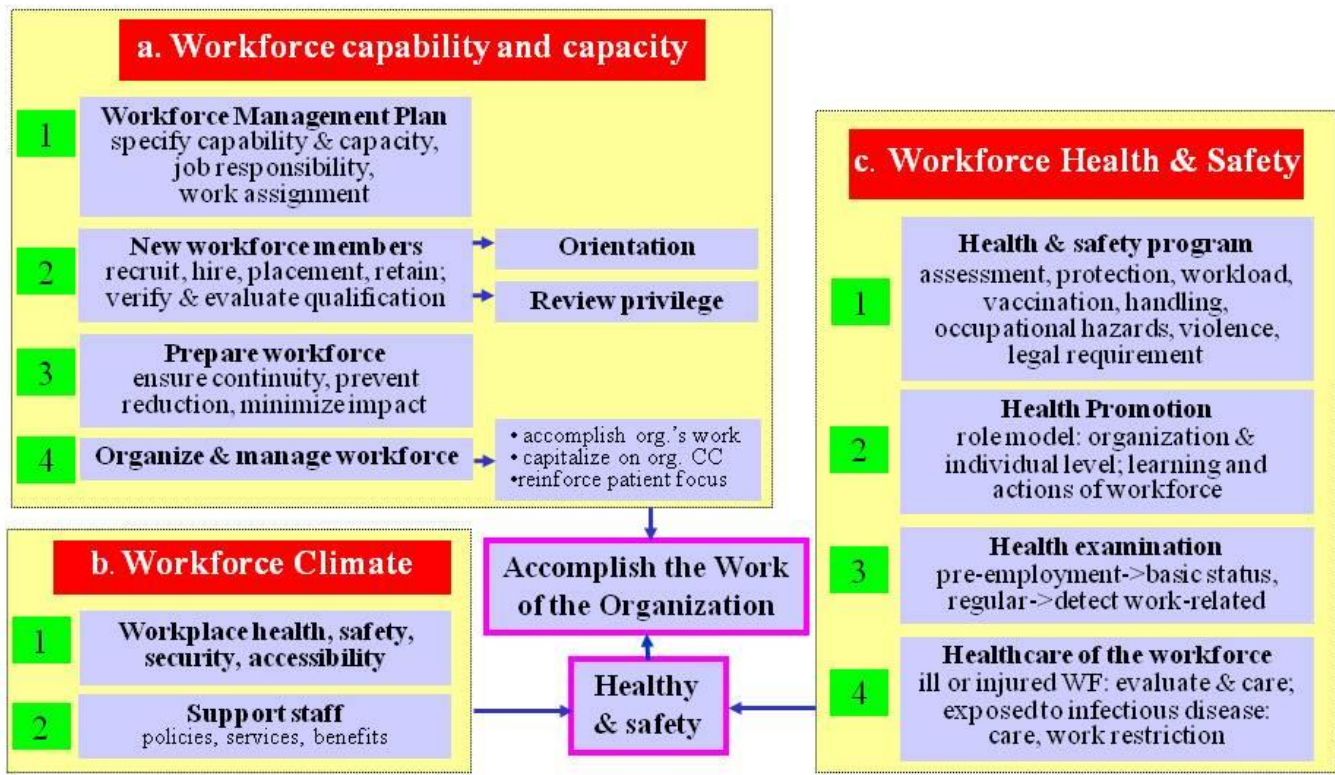 a. Workforce capability and capacity
1
Workforce Management Plan
specify capability & capacity,
job responsibility,
work assignment
2
New workforce members
recruit, hire, placement, retain;
verify & evaluate qualification
Orientation
Review privilege
3
Prepare workforce
ensure continuity, prevent
reduction, minimize impact
4
Organize & manage workforce
• accomplish org.'s work
• capitalize on org. CC
•reinforce patient focus
b. Workforce Climate
1
Workplace health, safety,
security, accessibility
2
Support staff
policies, services, benefits
Accomplish the Work
of the Organization
Healthy
& safety
c. Workforce Health & Safety
1
Health & safety program
assessment, protection, workload,
vaccination, handling,
occupational hazards, violence,
legal requirement
2
Health Promotion
role model: organization &
individual level; learning and
actions of workforce
3
Health examination
pre-employment->basic status,
regular->detect work-related
4
Healthcare of the workforce
ill or injured WF: evaluate & care;
exposed to infectious disease:
care, work restriction